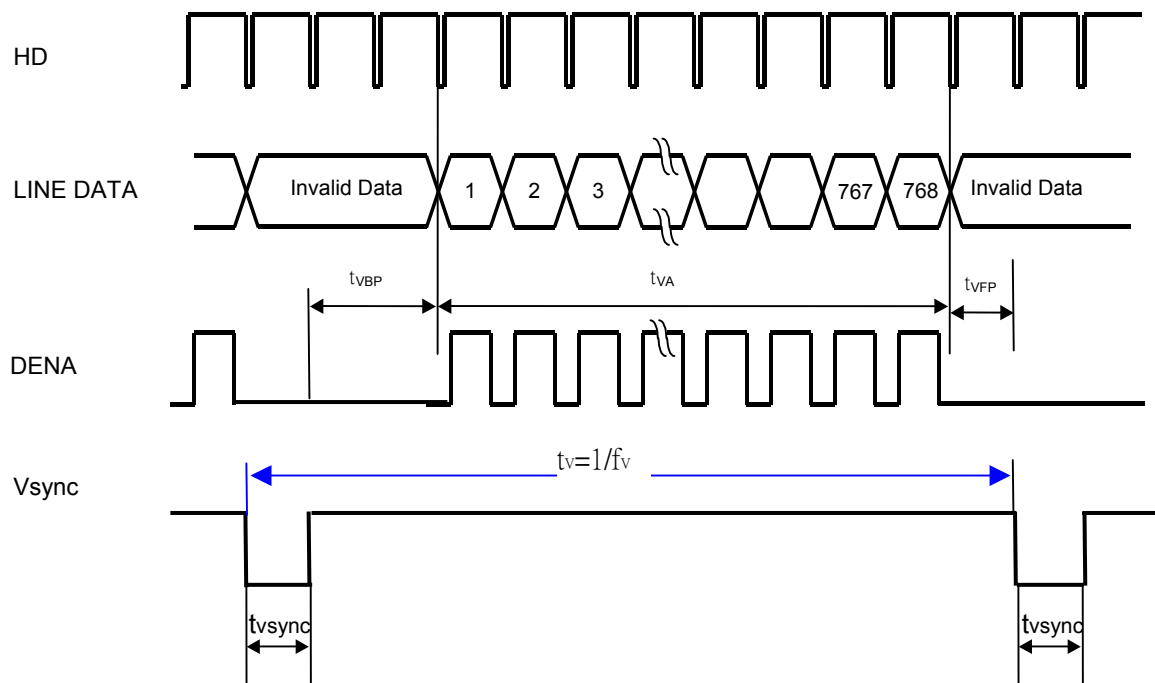 HD
LINE DATA
Invalid Data
1
2
3
767
768
Invalid Data
tVBP
tVA
tVFP
DENA
tv=1/fv
Vsync
tvsync
tvsync